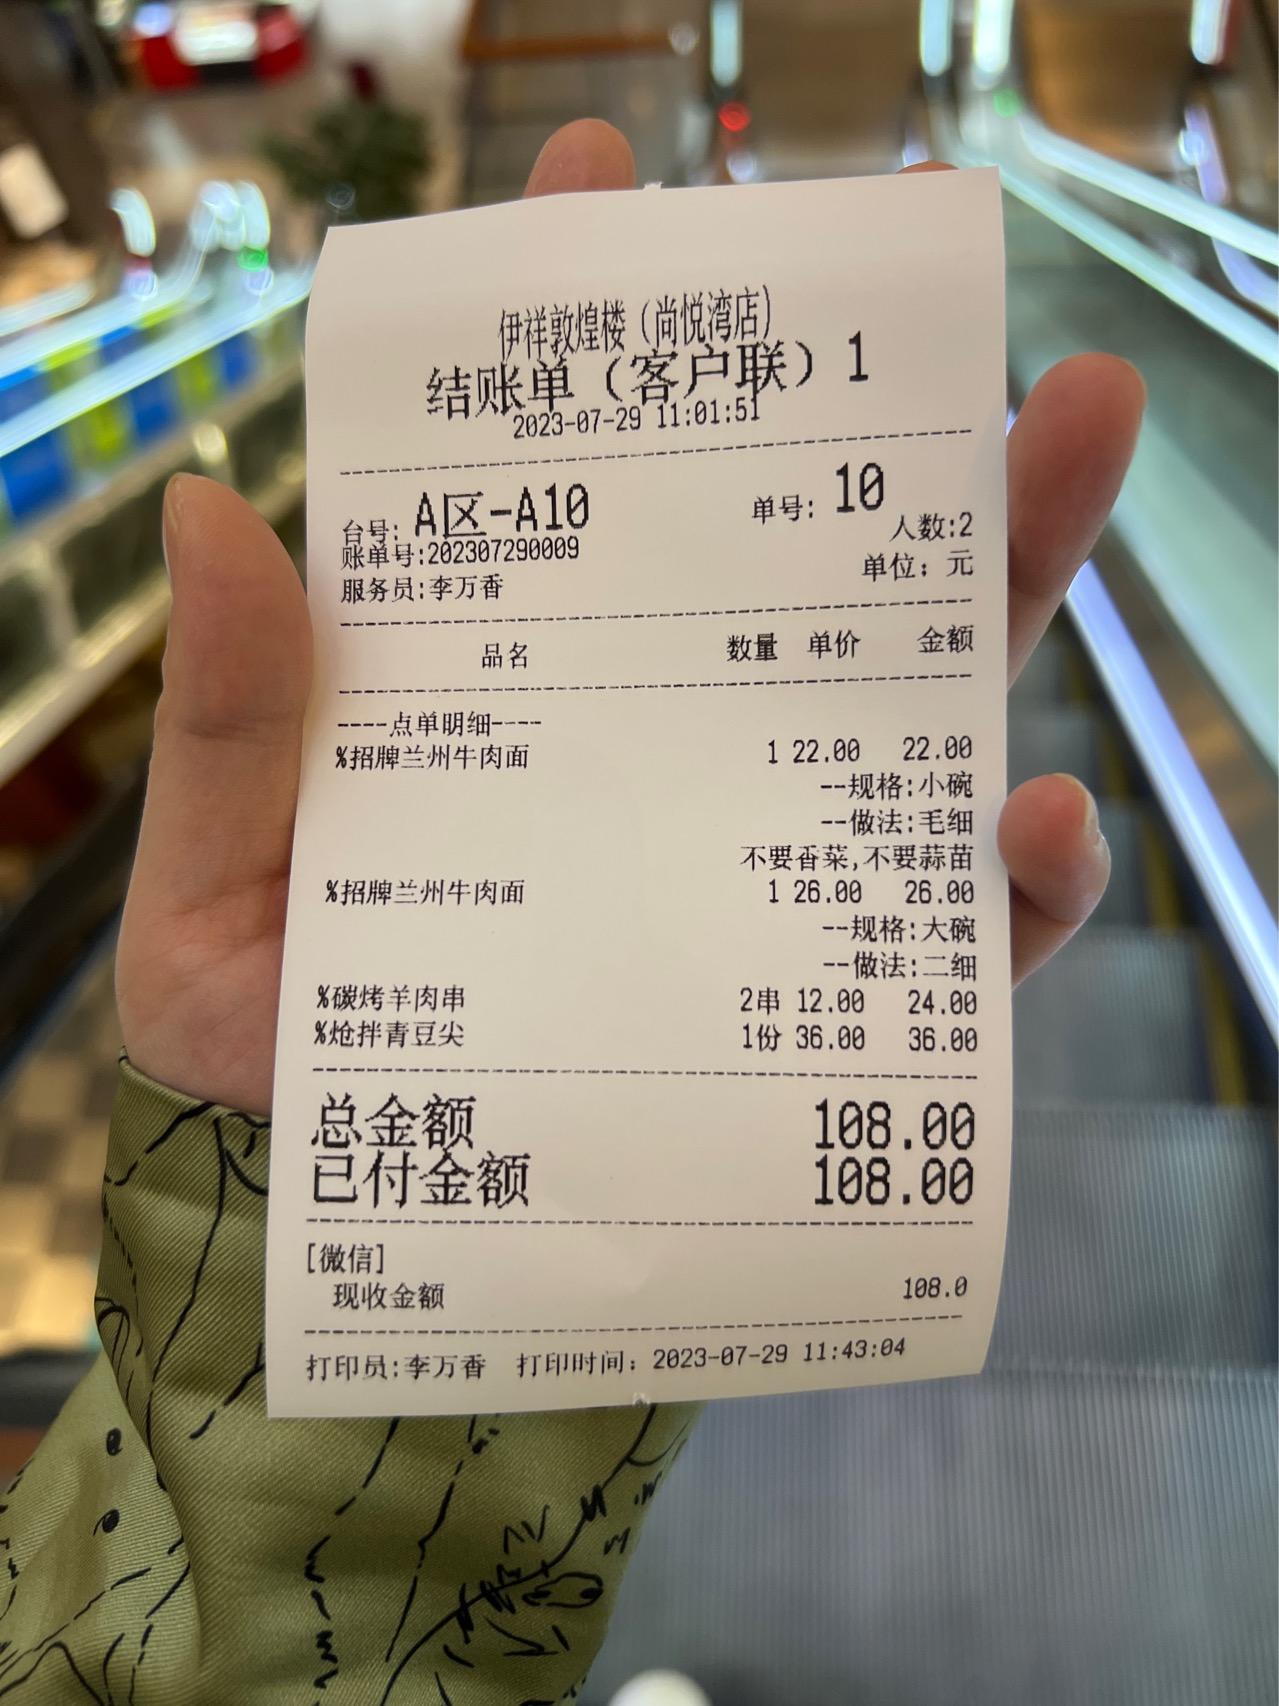 伊祥敦煌楼（尚悦湾店）
结账单（客户联）1
2023-07-29 11:01:51
台号: A区-A10 单号: 10
人数:2
账单号:202307290009
单位: 元
服务员:李万香
品名 数量 单价 金额
----点单明细----
%招牌兰州牛肉面 1 22.00 22.00
--规格:小碗
--做法:毛细
不要香菜,不要蒜苗
%招牌兰州牛肉面 1 26.00 26.00
--规格:大碗
--做法:二细
%碳烤羊肉串 2串 12.00 24.00
%炝拌青豆尖 1份 36.00 36.00
总金额 108.00
已付金额 108.00
[微信]
现收金额 108.0
打印员:李万香 打印时间: 2023-07-29 11:43:04